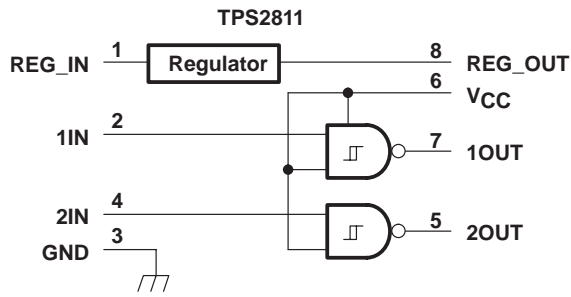 TPS2811
REG_IN 1 Regulator 8 REG_OUT
6 VCC
1IN 2 7 1OUT
2IN 4 5 2OUT
GND 3